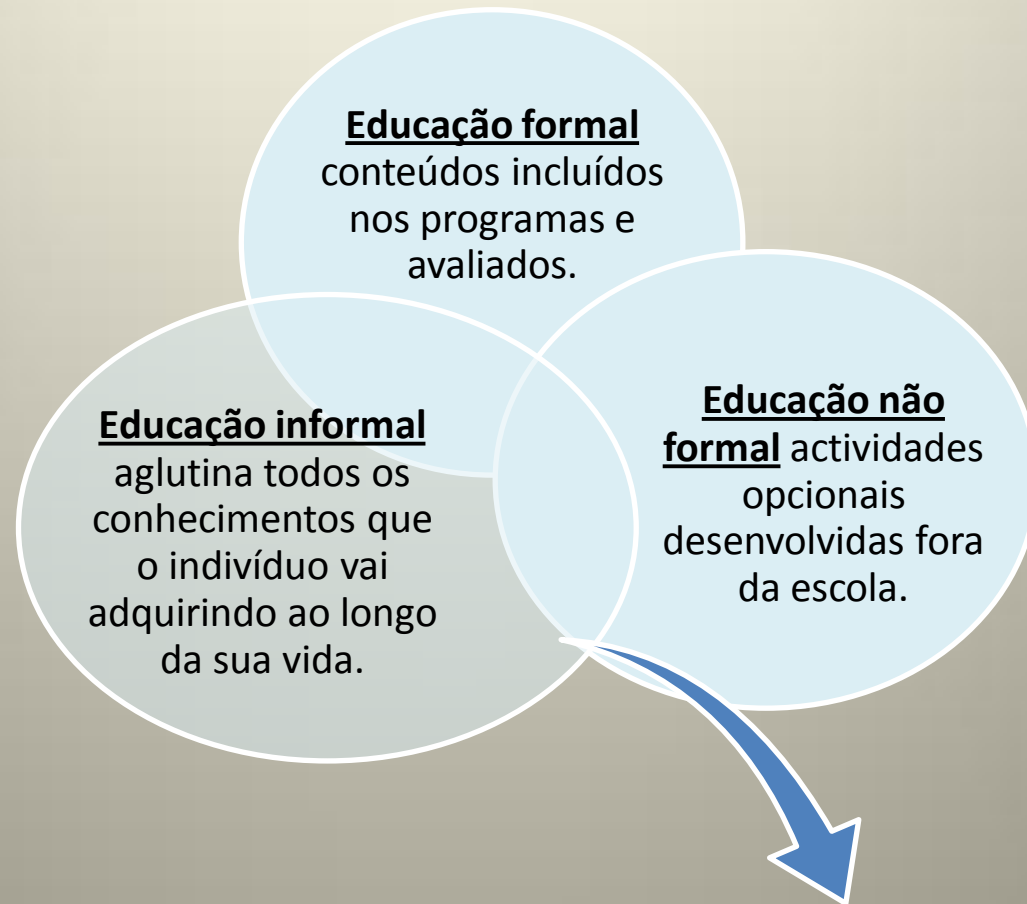 Educação formal
conteúdos incluídos
nos programas e
avaliados.
Educação informal
aglutina todos os
conhecimentos que
o indivíduo vai
adquirindo ao longo
da sua vida.
Educação não
formal actividades
opcionais
desenvolvidas fora
da escola.